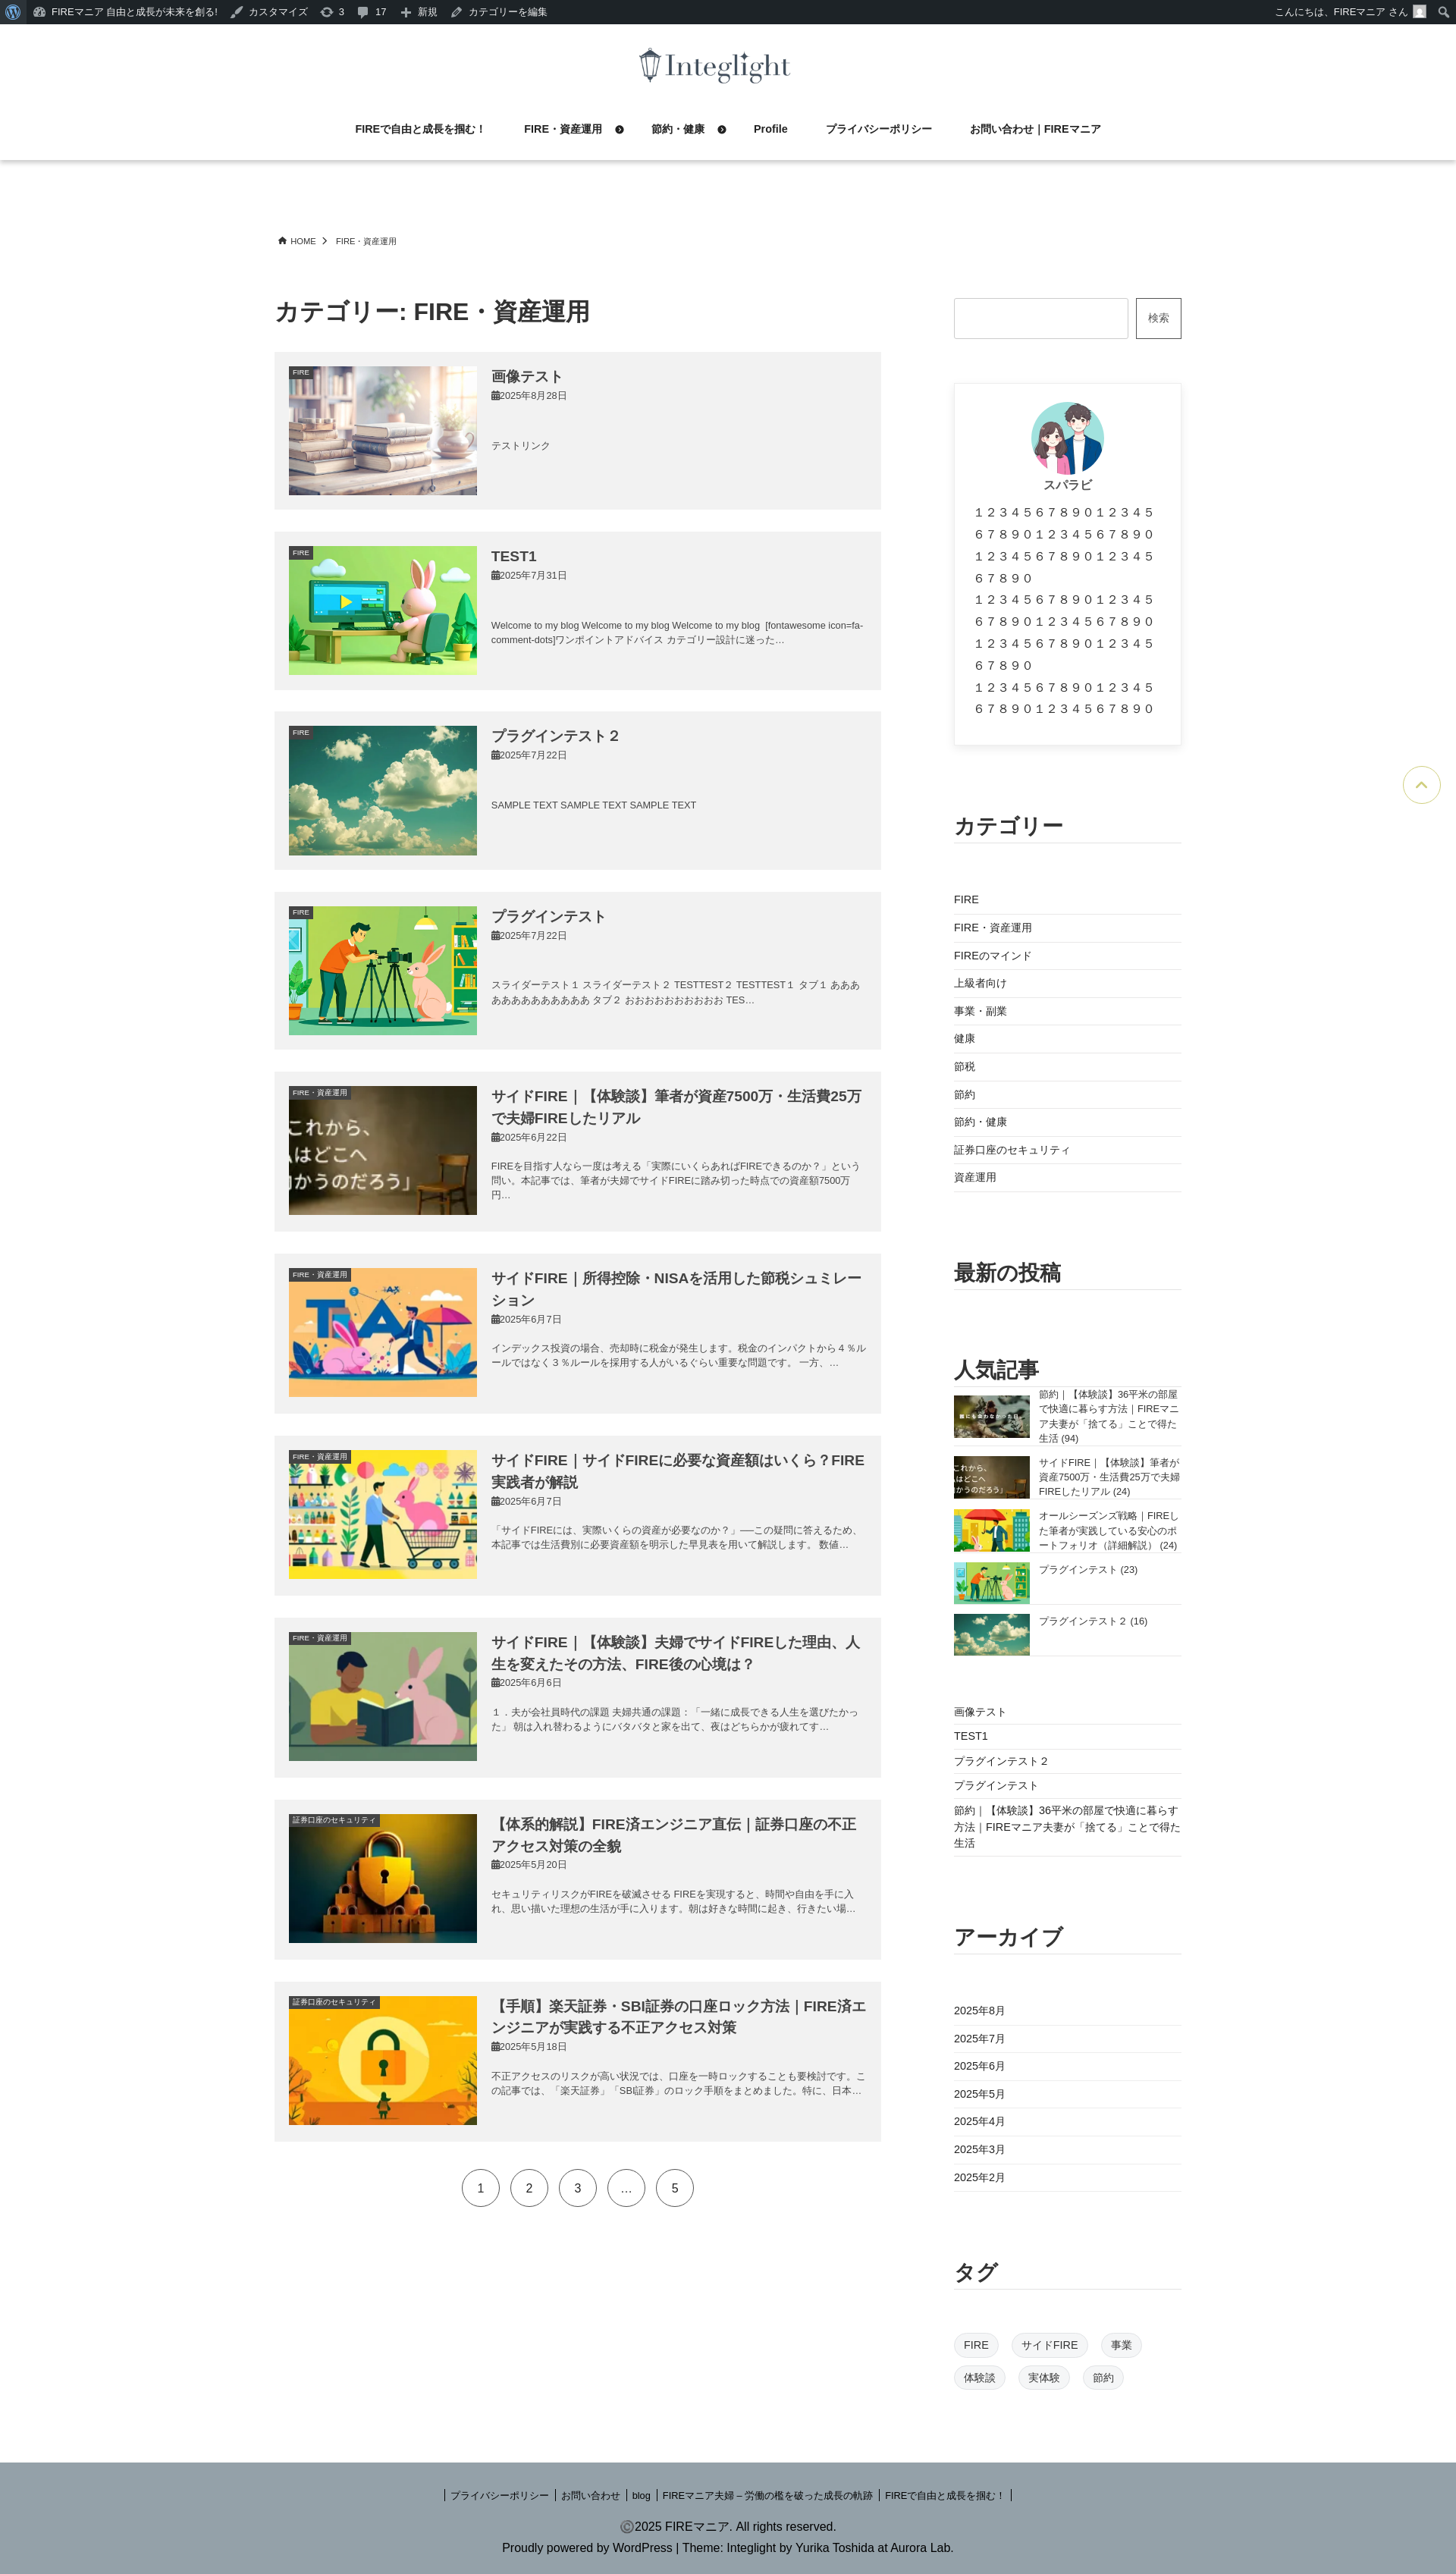 FIREマニア 自由と成長が未来を創る! カスタマイズ 3 17 新規 カテゴリーを編集 こんにちは、FIREマニア さん
Integlight
FIREで自由と成長を掴む！ FIRE・資産運用 節約・健康 Profile プライバシーポリシー お問い合わせ | FIREマニア
HOME FIRE・資産運用
カテゴリー: FIRE・資産運用
FIRE
画像テスト
2025年8月28日
テストリンク
FIRE
TEST1
2025年7月31日
Welcome to my blog Welcome to my blog Welcome to my blog [fontawesome icon=fa-
comment-dots]ワンポイントアドバイス カテゴリー設計に迷った…
FIRE
プラグインテスト２
2025年7月22日
SAMPLE TEXT SAMPLE TEXT SAMPLE TEXT
FIRE
プラグインテスト
2025年7月22日
スライダーテスト１ スライダーテスト２ TESTTEST２ TESTTEST１ タブ１ あああ
ああああああああああ タブ２ おおおおおおおおおお TES…
FIRE・資産運用
これから、
はどこへ
向かうのだろう」
サイドFIRE｜【体験談】筆者が資産7500万・生活費25万
で夫婦FIREしたリアル
2025年6月22日
FIREを目指す人なら一度は考える「実際にいくらあればFIREできるのか？」という
問い。本記事では、筆者が夫婦でサイドFIREに踏み切った時点での資産額7500万
円…
FIRE・資産運用
サイドFIRE｜所得控除・NISAを活用した節税シュミレー
ション
2025年6月7日
インデックス投資の場合、売却時に税金が発生します。税金のインパクトから４％ル
ールではなく３％ルールを採用する人がいるぐらい重要な問題です。 一方、…
FIRE・資産運用
サイドFIRE｜サイドFIREに必要な資産額はいくら？FIRE
実践者が解説
2025年6月7日
「サイドFIREには、実際いくらの資産が必要なのか？」──この疑問に答えるため、
本記事では生活費別に必要資産額を明示した早見表を用いて解説します。 数値…
FIRE・資産運用
サイドFIRE｜【体験談】夫婦でサイドFIREした理由、人
生を変えたその方法、FIRE後の心境は？
2025年6月6日
１．夫が会社員時代の課題 夫婦共通の課題：「一緒に成長できる人生を選びたかっ
た」 朝は入れ替わるようにバタバタと家を出て、夜はどちらかが疲れてす…
証券口座のセキュリティ
【体系的解説】FIRE済エンジニア直伝｜証券口座の不正
アクセス対策の全貌
2025年5月20日
セキュリティリスクがFIREを破滅させる FIREを実現すると、時間や自由を手に入
れ、思い描いた理想の生活が手に入ります。朝は好きな時間に起き、行きたい場…
証券口座のセキュリティ
【手順】楽天証券・SBI証券の口座ロック方法｜FIRE済エ
ンジニアが実践する不正アクセス対策
2025年5月18日
不正アクセスのリスクが高い状況では、口座を一時ロックすることも要検討です。こ
の記事では、「楽天証券」「SBI証券」のロック手順をまとめました。特に、日本…
1 2 3 … 5
検索
スパラビ
１２３４５６７８９０１２３４５
６７８９０１２３４５６７８９０
１２３４５６７８９０１２３４５
６７８９０
１２３４５６７８９０１２３４５
６７８９０１２３４５６７８９０
１２３４５６７８９０１２３４５
６７８９０
１２３４５６７８９０１２３４５
６７８９０１２３４５６７８９０
カテゴリー
FIRE
FIRE・資産運用
FIREのマインド
上級者向け
事業・副業
健康
節税
節約
節約・健康
証券口座のセキュリティ
資産運用
最新の投稿
人気記事
節約｜【体験談】36平米の部屋
で快適に暮らす方法｜FIREマニ
ア夫妻が「捨てる」ことで得た
生活 (94)
サイドFIRE｜【体験談】筆者が
資産7500万・生活費25万で夫婦
FIREしたリアル (24)
オールシーズンズ戦略｜FIREし
た筆者が実践している安心のポ
ートフォリオ（詳細解説） (24)
プラグインテスト (23)
プラグインテスト２ (16)
画像テスト
TEST1
プラグインテスト２
プラグインテスト
節約｜【体験談】36平米の部屋で快適に暮らす
方法｜FIREマニア夫妻が「捨てる」ことで得た
生活
アーカイブ
2025年8月
2025年7月
2025年6月
2025年5月
2025年4月
2025年3月
2025年2月
タグ
FIRE サイドFIRE 事業
体験談 実体験 節約
プライバシーポリシー お問い合わせ blog FIREマニア夫婦 – 労働の檻を破った成長の軌跡 FIREで自由と成長を掴む！
©2025 FIREマニア. All rights reserved.
Proudly powered by WordPress | Theme: Integlight by Yurika Toshida at Aurora Lab.